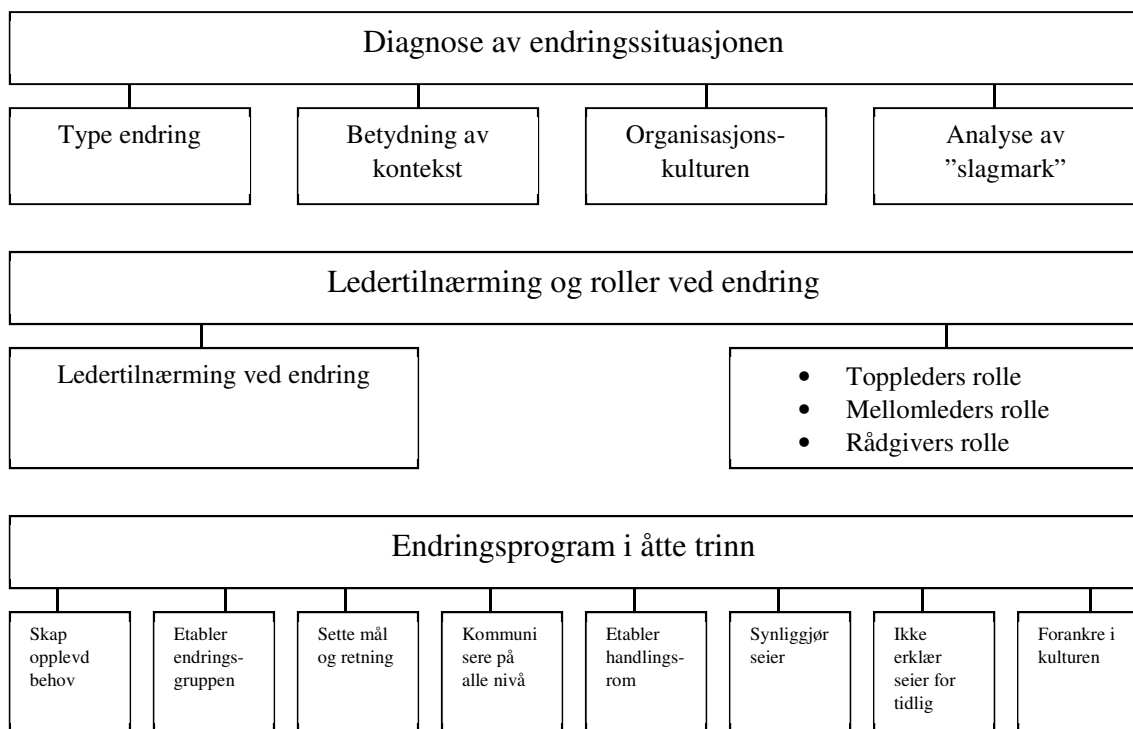 Diagnose av endringssituasjonen
Type endring
Betydning av
kontekst
Organisasjons-
kulturen
Analyse av
”slagmark”
Ledertilnærming og roller ved endring
Ledertilnærming ved endring
• Toppleders rolle
• Mellomleders rolle
• Rådgivers rolle
Endringsprogram i åtte trinn
Skap
opplevd
behov
Etabler
endrings-
gruppen
Sette mål
og retning
Kommuni
sere på
alle nivå
Etabler
handlings-
rom
Synliggjør
seier
Ikke
erklær
seier for
tidlig
Forankre i
kulturen